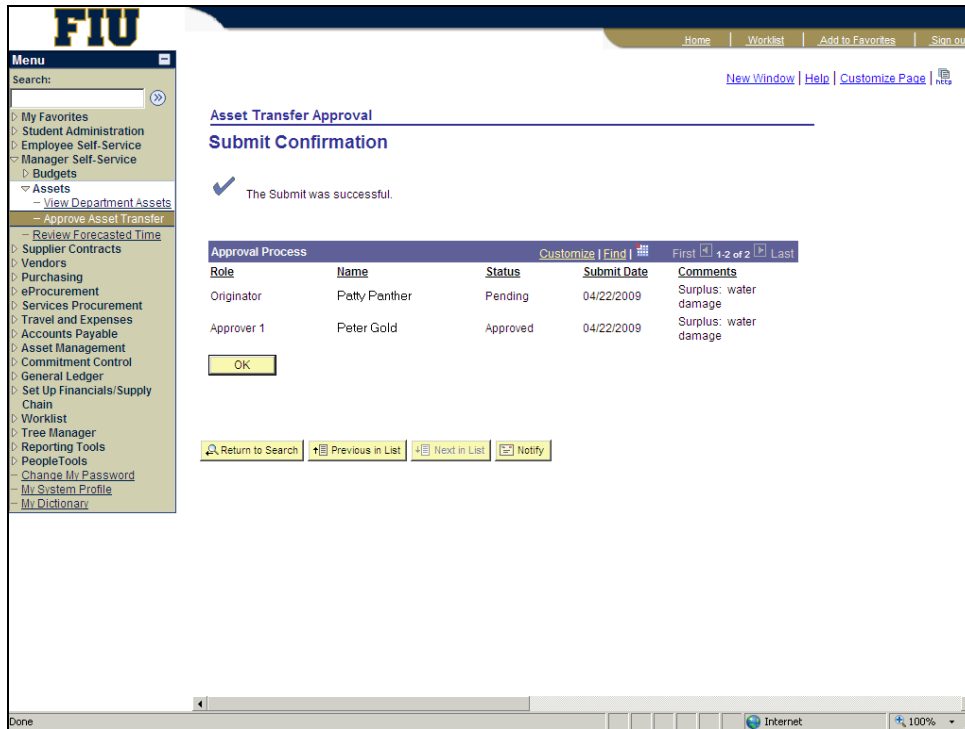 FIU
Home | Worklist | Add to Favorites | Sign ou
Menu
Search:
New Window | Help | Customize Page | http
My Favorites
Student Administration
Employee Self-Service
Manager Self-Service
Budgets
Assets
View Department Assets
Approve Asset Transfer
Review Forecasted Time
Supplier Contracts
Vendors
Purchasing
eProcurement
Services Procurement
Travel and Expenses
Accounts Payable
Asset Management
Commitment Control
General Ledger
Set Up Financials/Supply
Chain
Worklist
Tree Manager
Reporting Tools
PeopleTools
Change My Password
My System Profile
My Dictionary
Asset Transfer Approval
Submit Confirmation
The Submit was successful.
Approval Process Customize | Find | First 1-2 of 2 Last
Role Name Status Submit Date Comments
Originator Patty Panther Pending 04/22/2009 Surplus: water
damage
Approver 1 Peter Gold Approved 04/22/2009 Surplus: water
damage
OK
Return to Search Previous in List Next in List Notify
Done Internet 100%